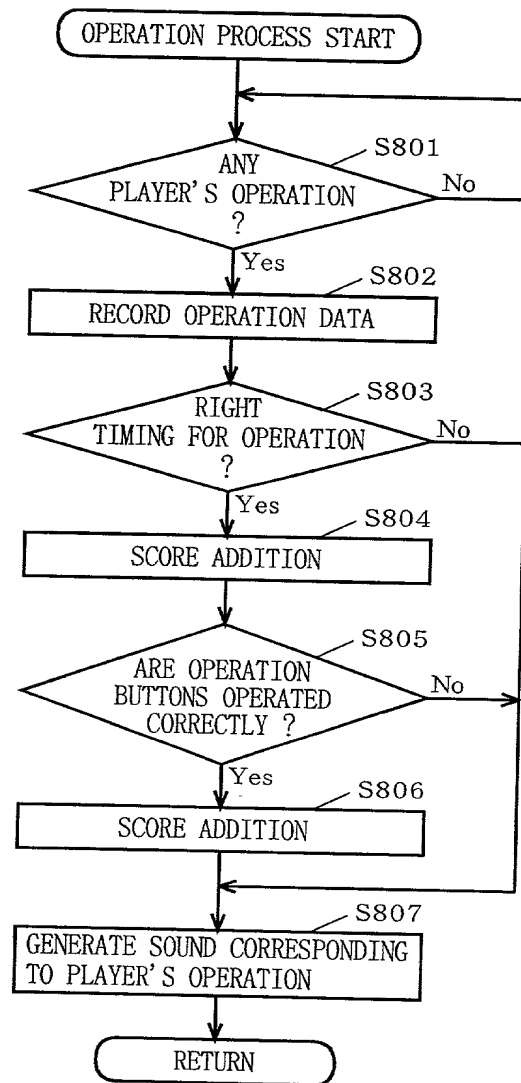 OPERATION PROCESS START
S801
ANY
PLAYER'S OPERATION
?
No
Yes
S802
RECORD OPERATION DATA
S803
RIGHT
TIMING FOR OPERATION
?
No
Yes
S804
SCORE ADDITION
S805
ARE OPERATION
BUTTONS OPERATED
CORRECTLY ?
No
Yes
S806
SCORE ADDITION
S807
GENERATE SOUND CORRESPONDING
TO PLAYER'S OPERATION
RETURN